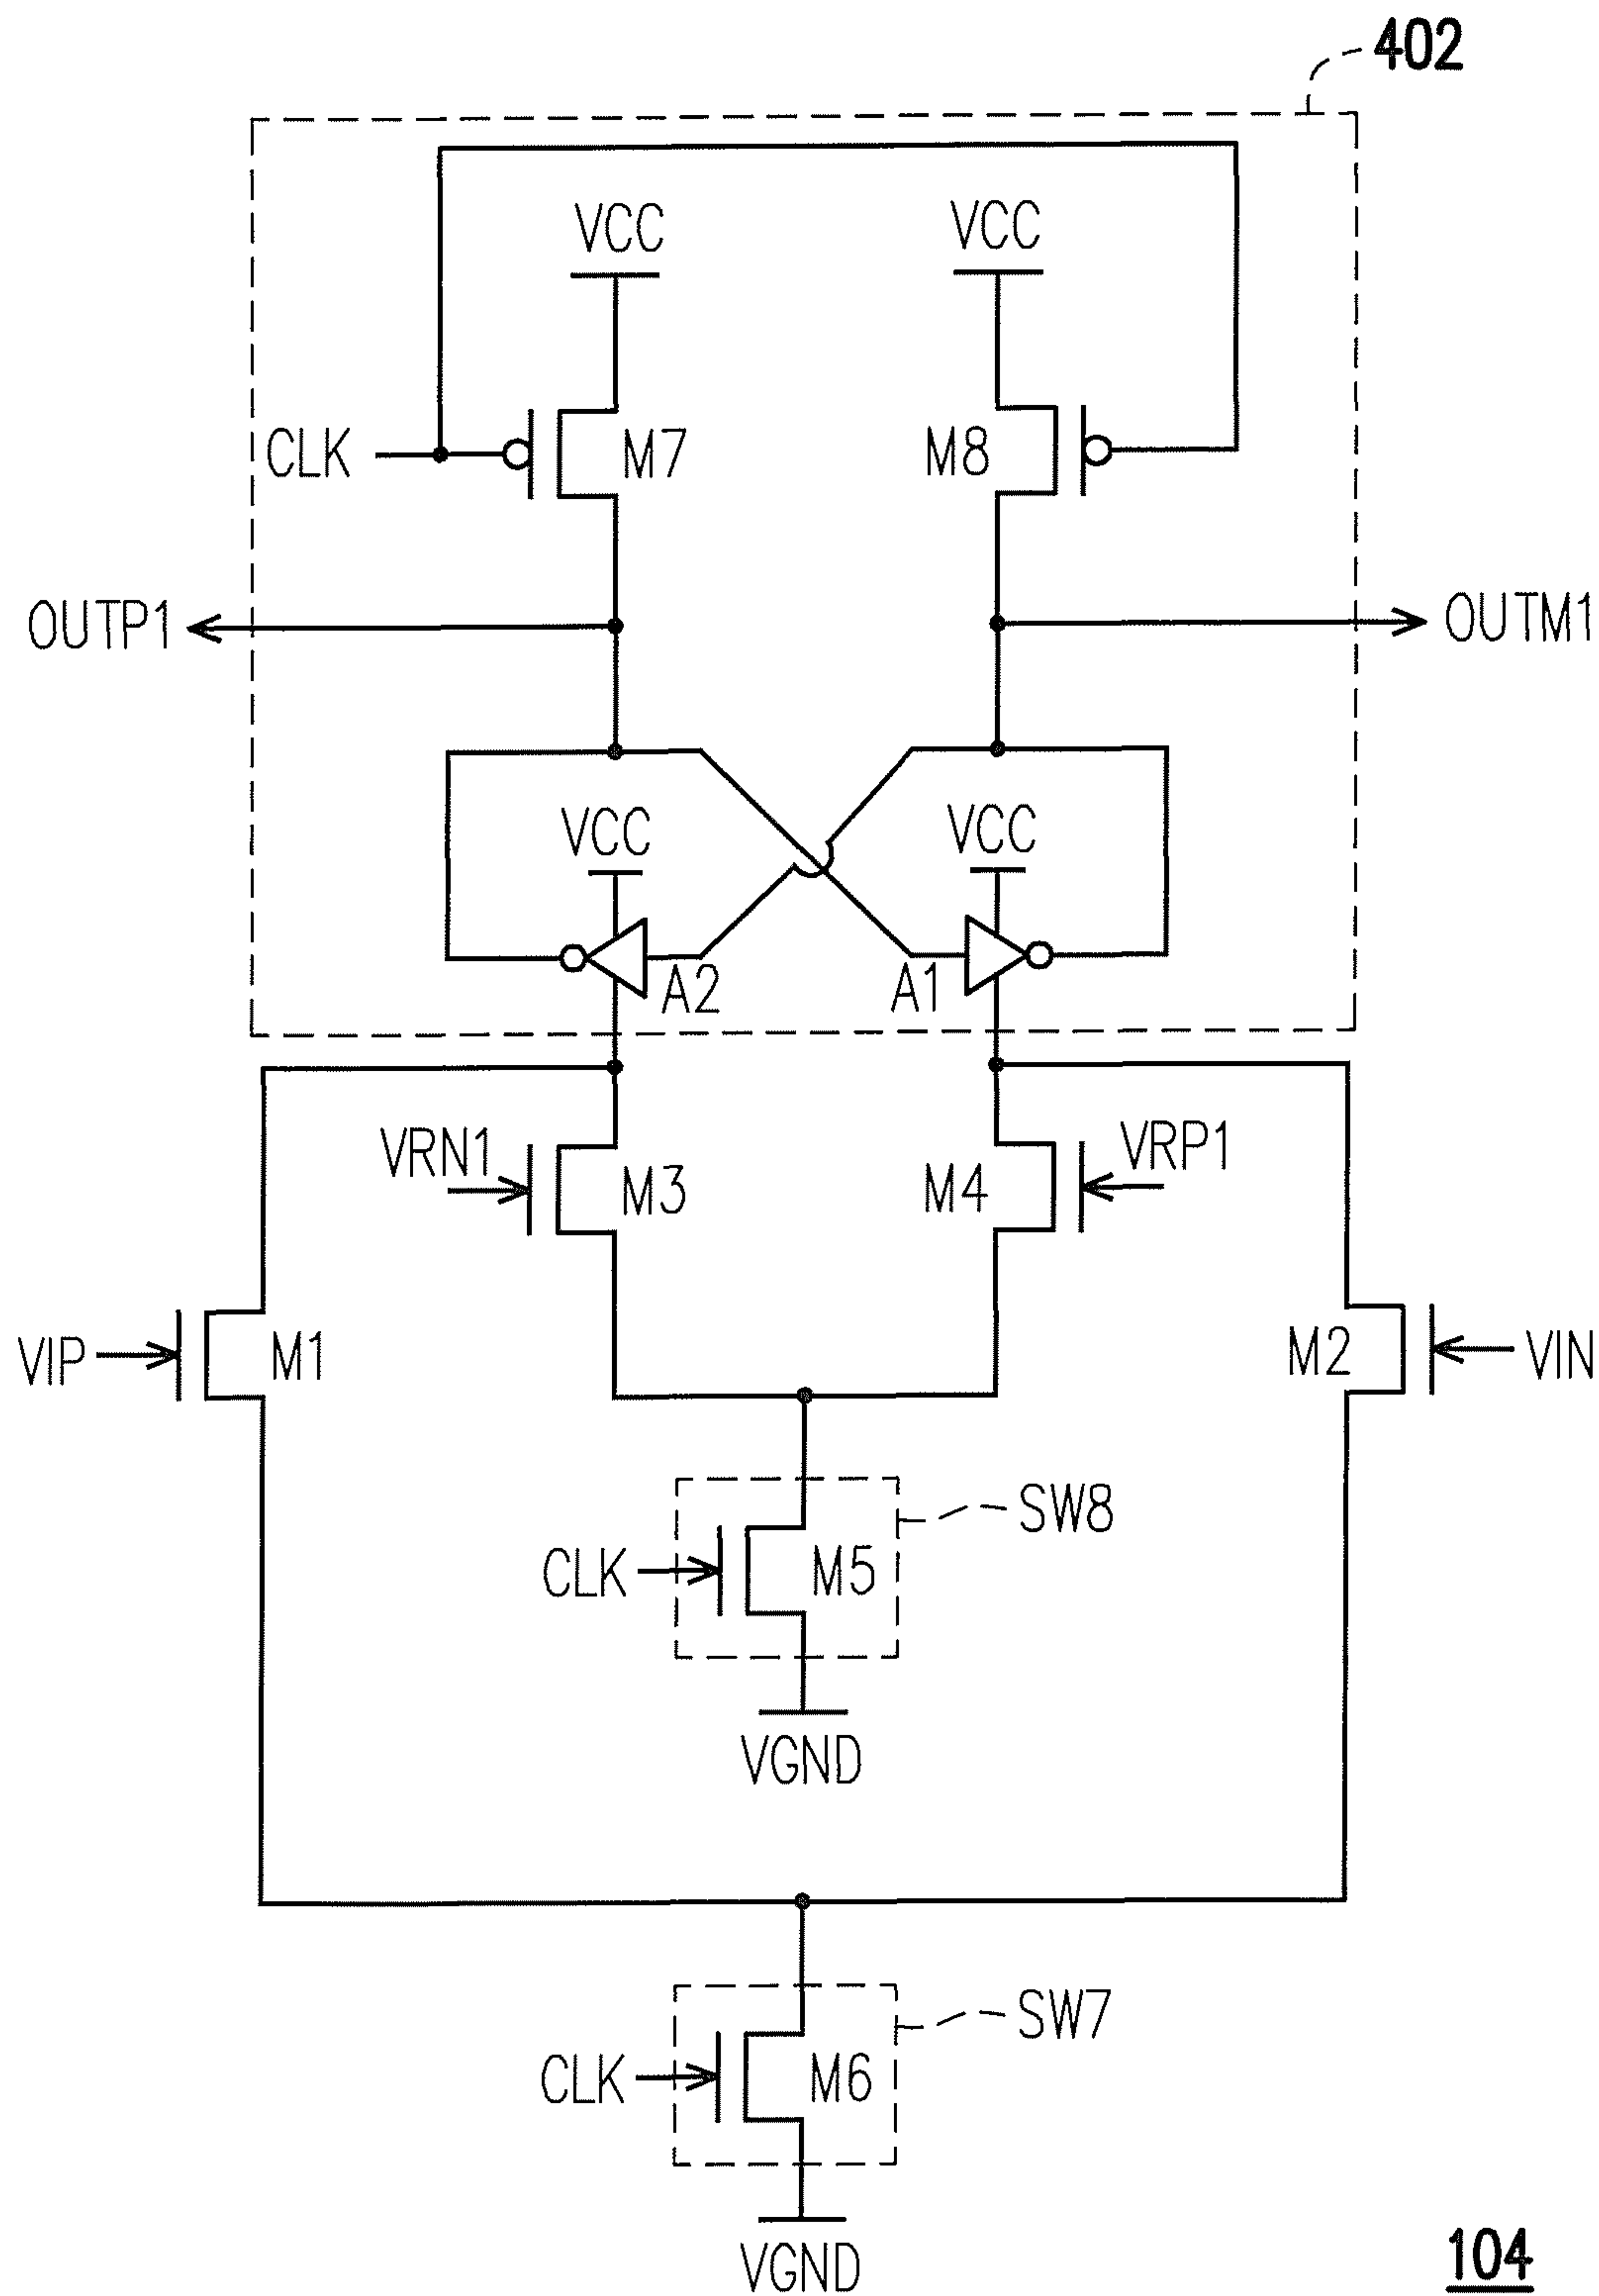 402
VCC VCC
CLK M7 M8
OUTP1 OUTM1
VCC VCC
A2 A1
VRN1 M3 M4 VRP1
VIP M1 M2 VIN
SW8
CLK M5
VGND
SW7
CLK M6
VGND
104